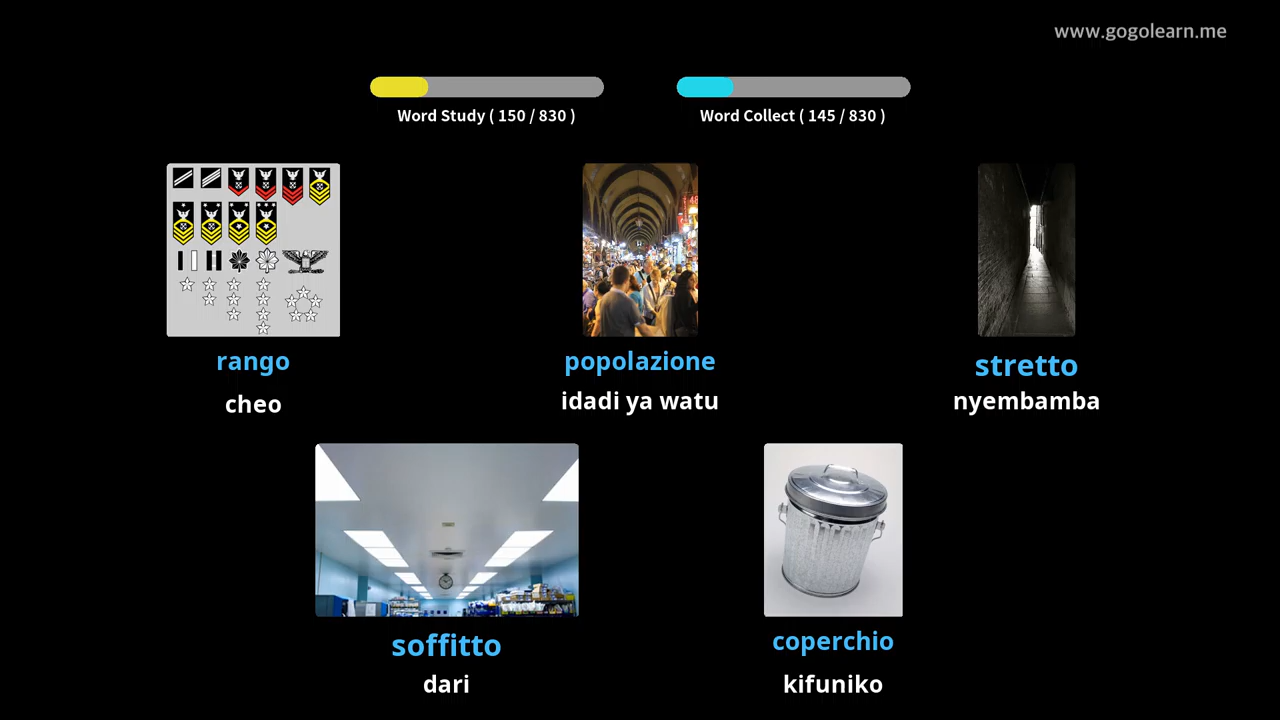 www.gogolearn.me
Word Study ( 150 / 830 )
Word Collect ( 145 / 830 )
rango
cheo
popolazione
idadi ya watu
stretto
nyembamba
soffitto
dari
coperchio
kifuniko